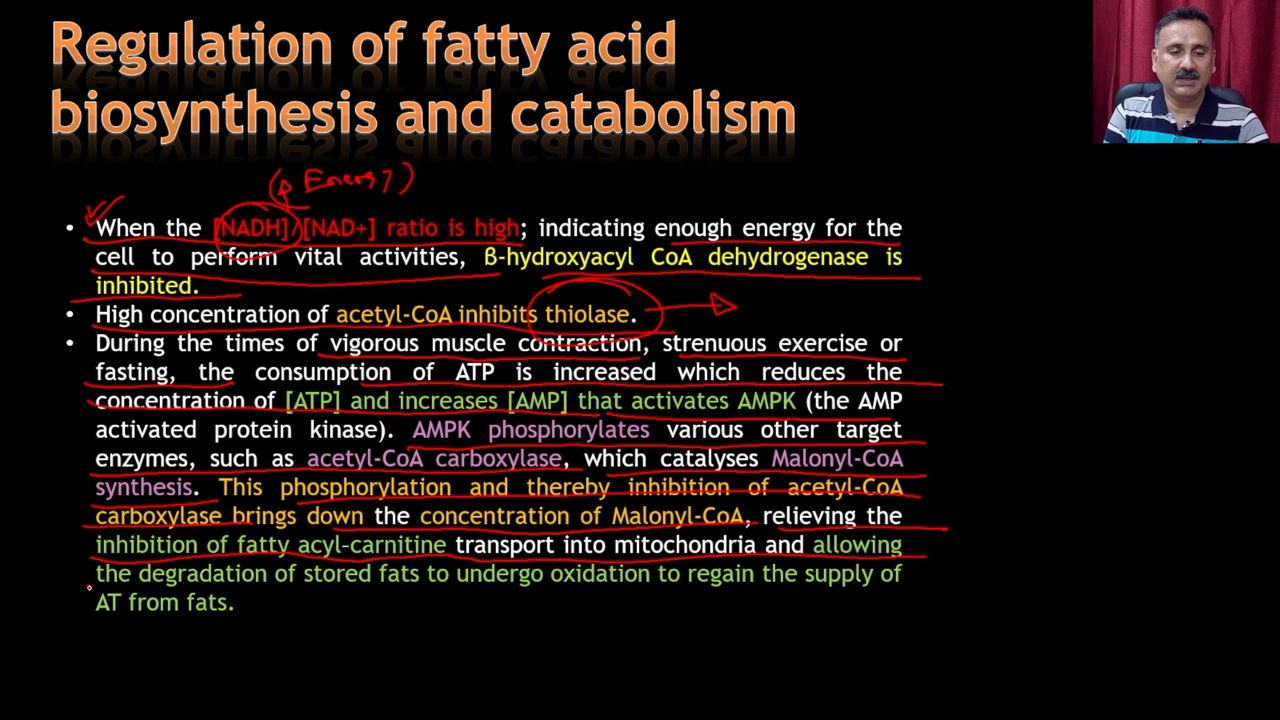 Regulation of fatty acid
biosynthesis and catabolism
(↑ Energy)
• When the [NADH]/[NAD+] ratio is high; indicating enough energy for the
cell to perform vital activities, ß-hydroxyacyl CoA dehydrogenase is
inhibited.
• High concentration of acetyl-CoA inhibits thiolase.
• During the times of vigorous muscle contraction, strenuous exercise or
fasting, the consumption of ATP is increased which reduces the
concentration of [ATP] and increases [AMP] that activates AMPK (the AMP
activated protein kinase). AMPK phosphorylates various other target
enzymes, such as acetyl-CoA carboxylase, which catalyses Malonyl-CoA
synthesis. This phosphorylation and thereby inhibition of acetyl-CoA
carboxylase brings down the concentration of Malonyl-CoA, relieving the
inhibition of fatty acyl-carnitine transport into mitochondria and allowing
the degradation of stored fats to undergo oxidation to regain the supply of
AT from fats.